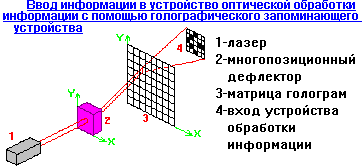 Ввод информации в устройство оптической обработки
информации с помощью голографического запоминающего
устройства
Y
4
1-лазер
2-многопозиционный
дефлектор
3-матрица голограм
4-вход устройства
обработки
информации
Y
X
3
2
1
X